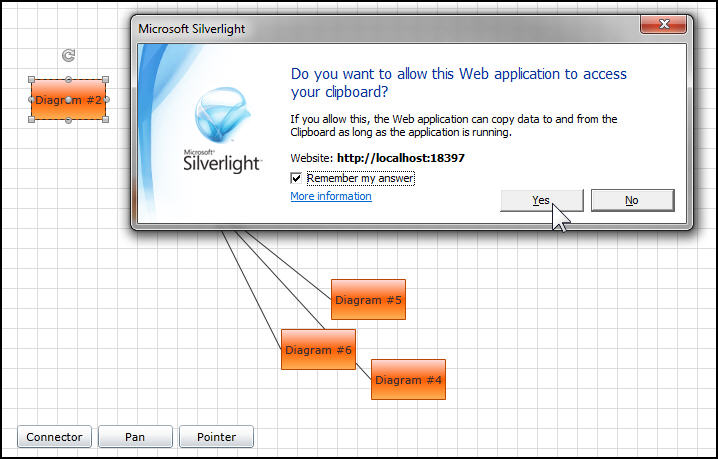 Microsoft Silverlight
Diagram #2
Do you want to allow this Web application to access
your clipboard?
If you allow this, the Web application can copy data to and from the
Clipboard as long as the application is running.
Microsoft®
Silverlight™
Website: http://localhost:18397
Remember my answer
More information
Yes
No
Diagram #5
Diagram #6
Diagram #4
Connector
Pan
Pointer